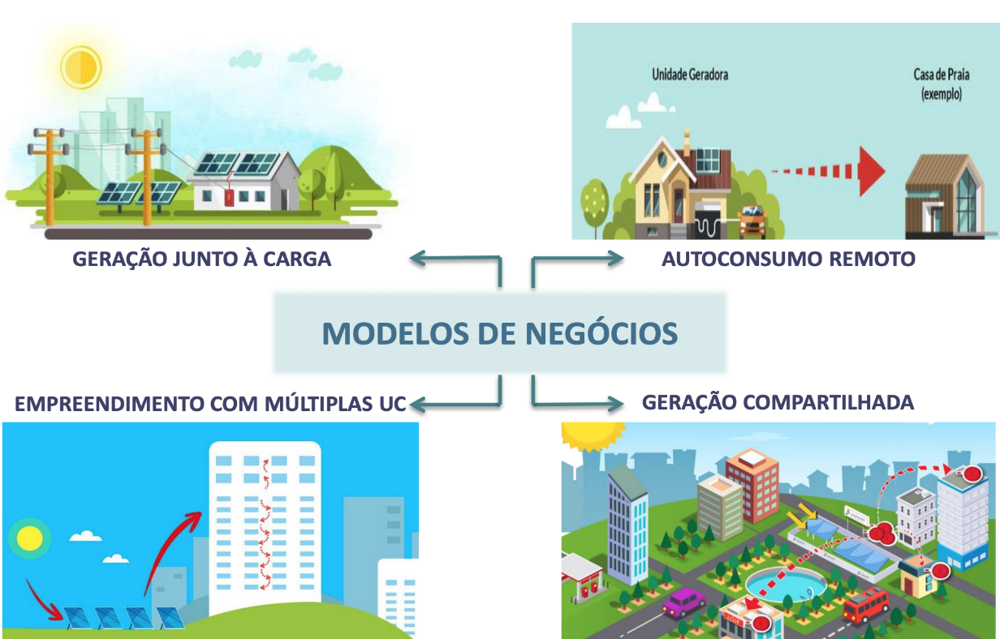 Unidade Geradora
Casa de Praia
(exemplo)
GERAÇÃO JUNTO À CARGA
AUTOCONSUMO REMOTO
MODELOS DE NEGÓCIOS
EMPREENDIMENTO COM MÚLTIPLAS UC
GERAÇÃO COMPARTILHADA
LOJA